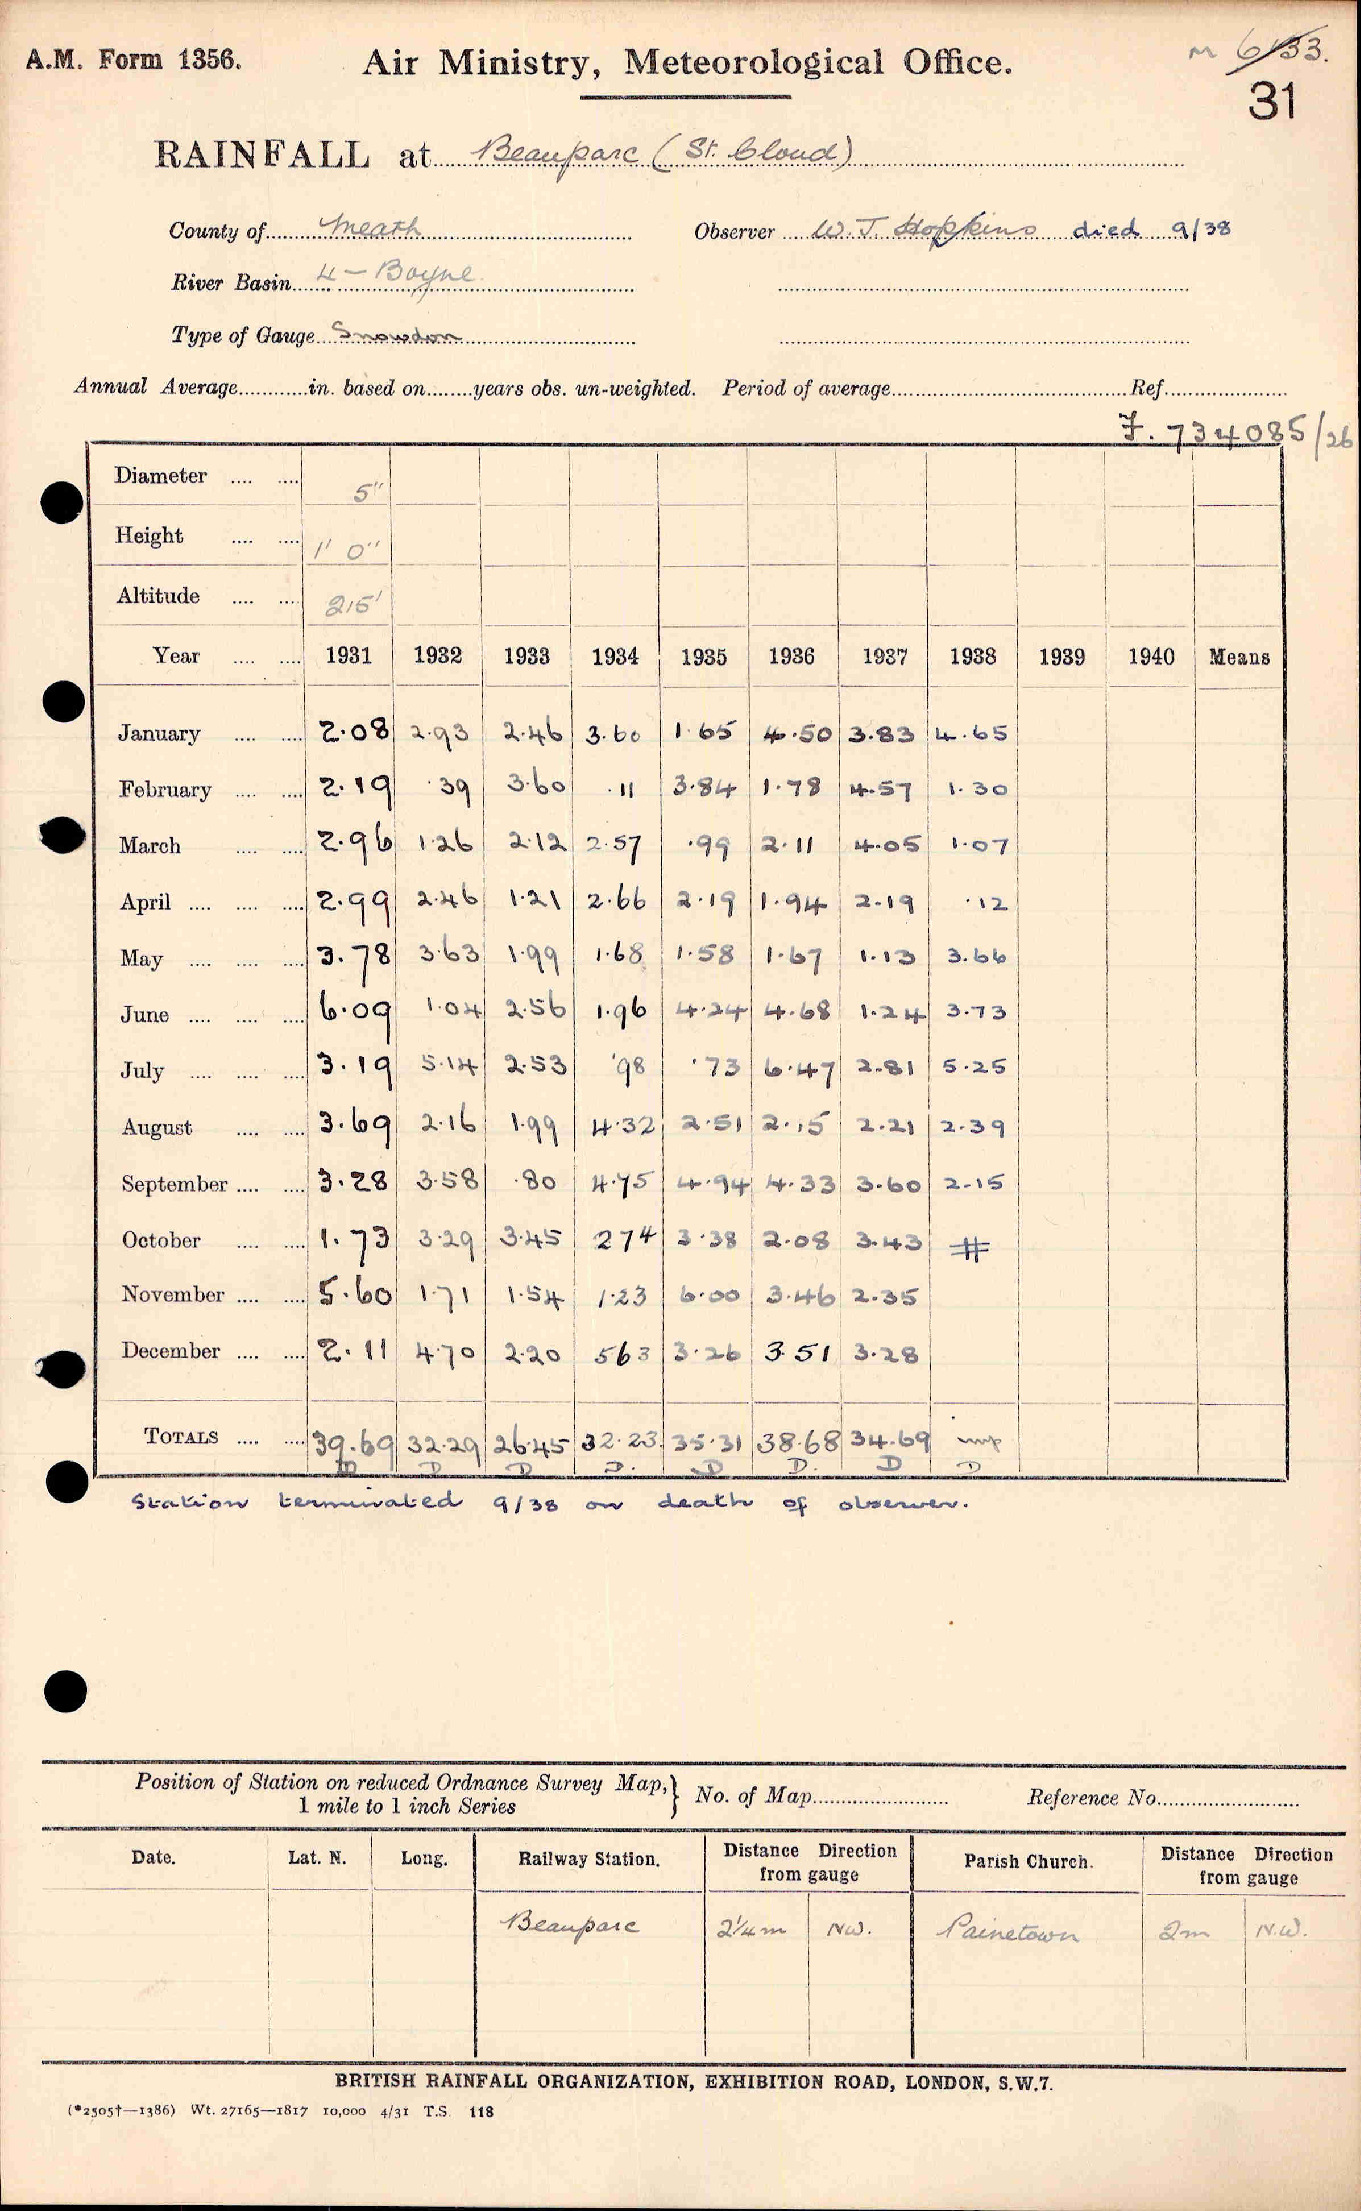 A.M. Form 1356.
Air Ministry, Meteorological Office.
M 6/33.
31
RAINFALL at Beauparc (St. Cloud)
County of Meath Observer W. J. Hopkins died 9/38
River Basin 4 - Boyne
Type of Gauge Snowdon
Annual Average............in. based on........years obs. un-weighted. Period of average............Ref............
F. 734085/26
Diameter .... .... 5"
Height .... .... 1' 0"
Altitude .... .... 215'
Year .... .... 1931 1932 1933 1934 1935 1936 1937 1938 1939 1940 Means
January .... .... 2.08 2.93 2.46 3.60 1.65 4.50 3.83 4.65
February .... .... 2.19 .39 3.60 .11 3.84 1.78 4.57 1.30
March .... .... 2.96 1.26 2.12 2.57 .99 2.11 4.05 1.07
April .... .... .... 2.99 2.46 1.21 2.66 2.19 1.94 2.19 .12
May .... .... .... 3.78 3.63 1.99 1.68 1.58 1.67 1.13 3.66
June .... .... .... 6.09 1.04 2.56 1.96 4.24 4.68 1.24 3.73
July .... .... .... 3.19 5.14 2.53 .98 .73 6.47 2.81 5.25
August .... .... 3.69 2.16 1.99 4.32 2.51 2.15 2.21 2.39
September .... .... 3.28 3.58 .80 4.75 4.94 4.33 3.60 2.15
October .... .... 1.73 3.29 3.45 2 74 3.38 2.08 3.43 #
November .... .... 5.60 1.71 1.54 1.23 6.00 3.46 2.35
December .... .... 2.11 4.70 2.20 5 63 3.26 3 51 3.28
TOTALS .... .... 39.69 32.29 26.45 32.23 35.31 38.68 34.69 imp
D D D D. D D. D D
Station terminated 9/38 on death of observer.
Position of Station on reduced Ordnance Survey Map, 1 mile to 1 inch Series } No. of Map............ Reference No............
Date. Lat. N. Long. Railway Station. Distance Direction from gauge Parish Church. Distance Direction from gauge
Beauparc 2¼m NW. Painetown 2m N.W.
BRITISH RAINFALL ORGANIZATION, EXHIBITION ROAD, LONDON, S.W.7.
(*2505†—1386) Wt. 27165—1817 10,000 4/31 T.S. 118